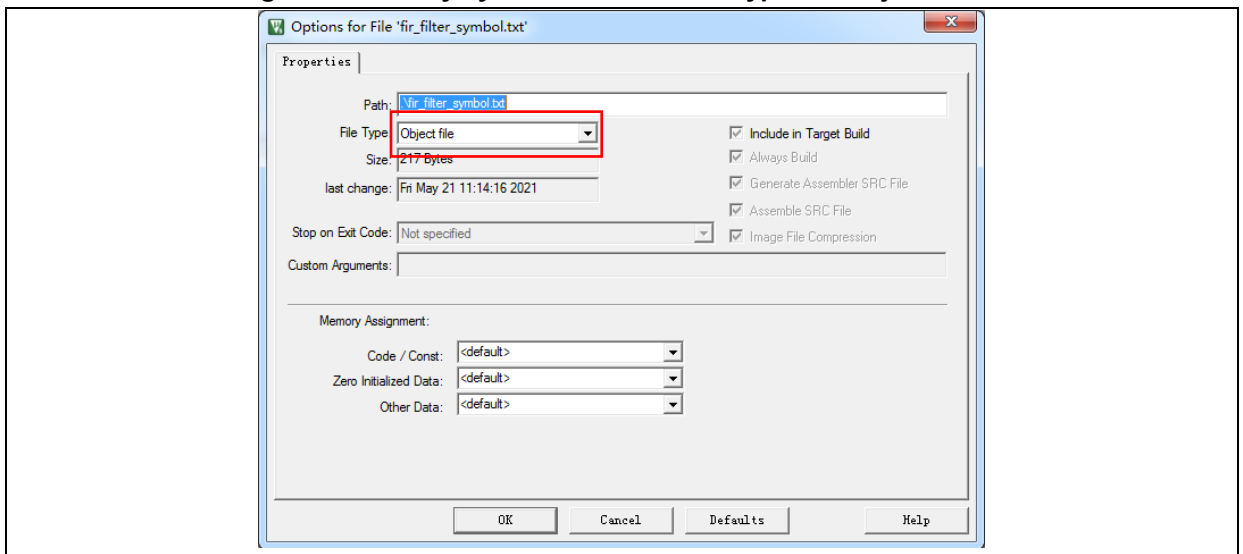 Options for File 'fir_filter_symbol.txt'
Properties
Path: .\fir_filter_symbol.txt
File Type: Object file
Include in Target Build
Size: 217 Bytes
Always Build
last change: Fri May 21 11:14:16 2021
Generate Assembler SRC File
Assemble SRC File
Stop on Exit Code: Not specified
Image File Compression
Custom Arguments:
Memory Assignment:
Code / Const: <default>
Zero Initialized Data: <default>
Other Data: <default>
OK Cancel Defaults Help